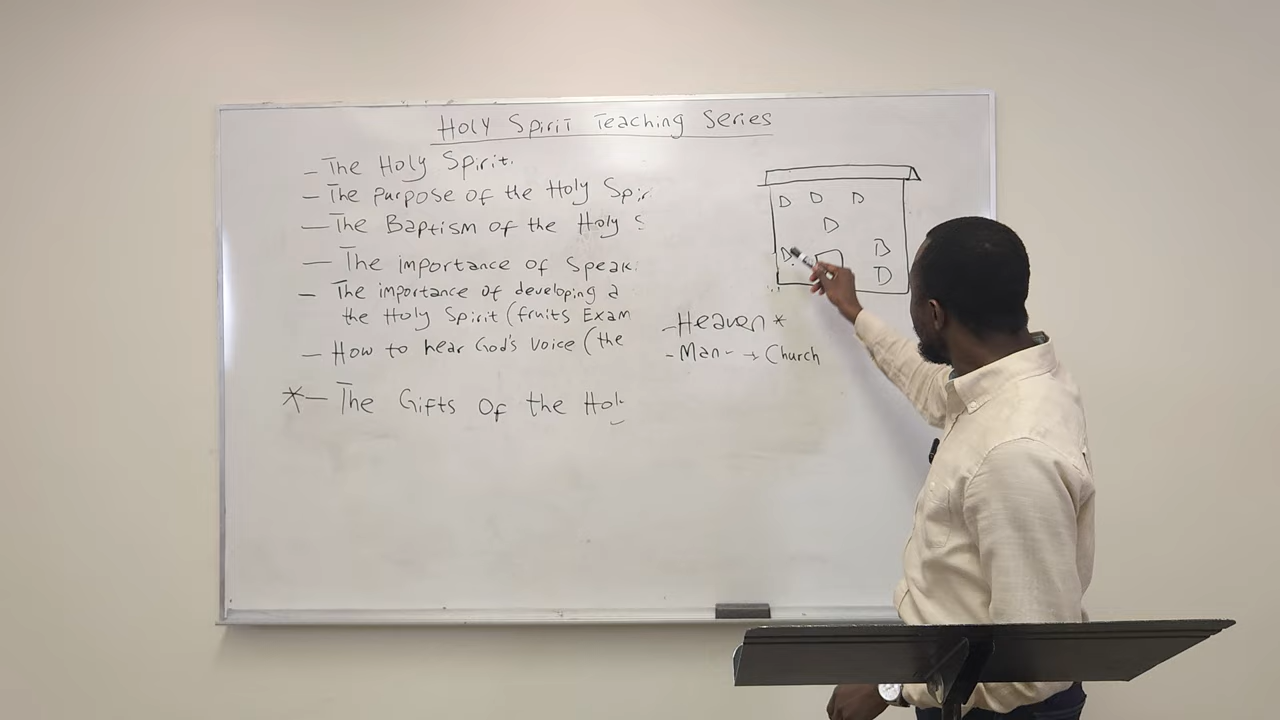 Holy Spirit Teaching Series
- The Holy Spirit.
- The purpose of the Holy Spir
- The Baptism of the Holy S
- The importance of Speak
- The importance of developing a
the Holy Spirit (fruits Exam
- How to hear God's Voice (the
* - The Gifts Of the Hol
D D D
D
D D
D
- Heaven *
- Man - → Church